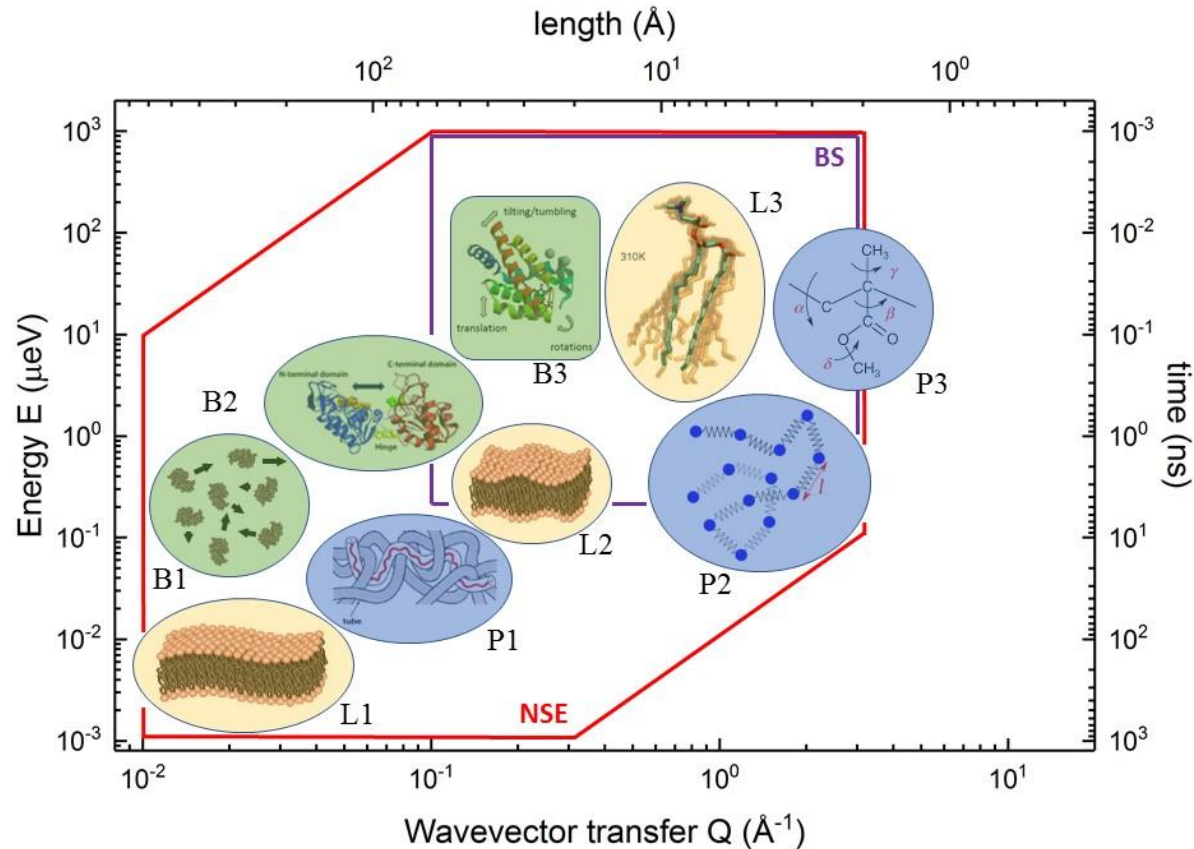 length (Å)
10² 10¹ 10⁰
10³ 10⁻³
BS
tilting/tumbling
L3
10² 10⁻²
310K
CH₃
γ
α C C β
translation
C
10¹ 10⁻¹
rotations
O O
δ
C-terminal domain
B3
CH₃
N-terminal domain
P3
B2
10⁰ 10⁰
Hinge
l
10⁻¹ 10¹
L2
B1
P2
tube
10⁻² 10²
P1
L1
NSE
10⁻³ 10³
10⁻² 10⁻¹ 10⁰ 10¹
Wavevector transfer Q (Å⁻¹)
Energy E (μeV)
time (ns)